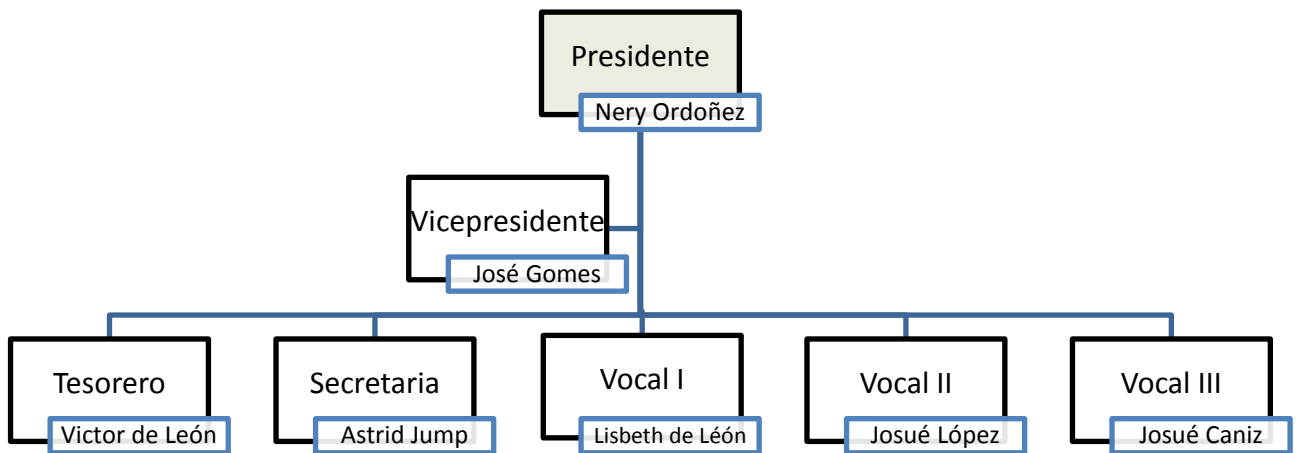 Presidente
Nery Ordoñez
Vicepresidente
José Gomes
Tesorero
Victor de León
Secretaria
Astrid Jump
Vocal I
Lisbeth de Léón
Vocal II
Josué López
Vocal III
Josué Caniz